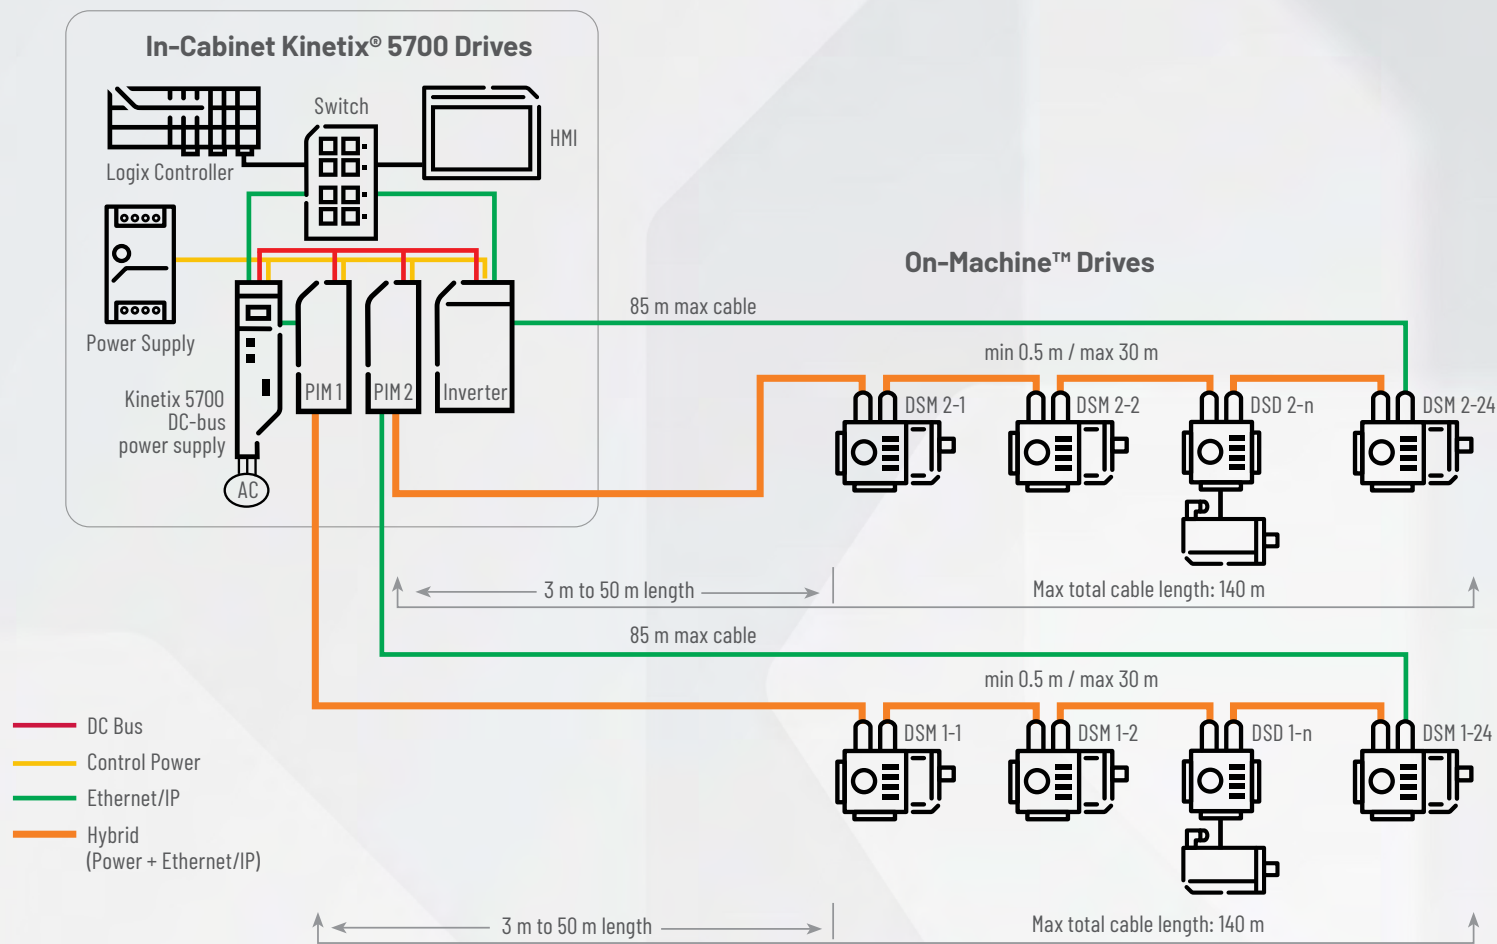 In-Cabinet Kinetix® 5700 Drives
Switch
HMI
Logix Controller
Power Supply
Kinetix 5700
DC-bus
power supply
AC
PIM 1
PIM 2
Inverter
On-Machine™ Drives
85 m max cable
min 0.5 m / max 30 m
DSM 2-1
DSM 2-2
DSD 2-n
DSM 2-24
3 m to 50 m length
Max total cable length: 140 m
85 m max cable
min 0.5 m / max 30 m
DSM 1-1
DSM 1-2
DSD 1-n
DSM 1-24
3 m to 50 m length
Max total cable length: 140 m
DC Bus
Control Power
Ethernet/IP
Hybrid
(Power + Ethernet/IP)